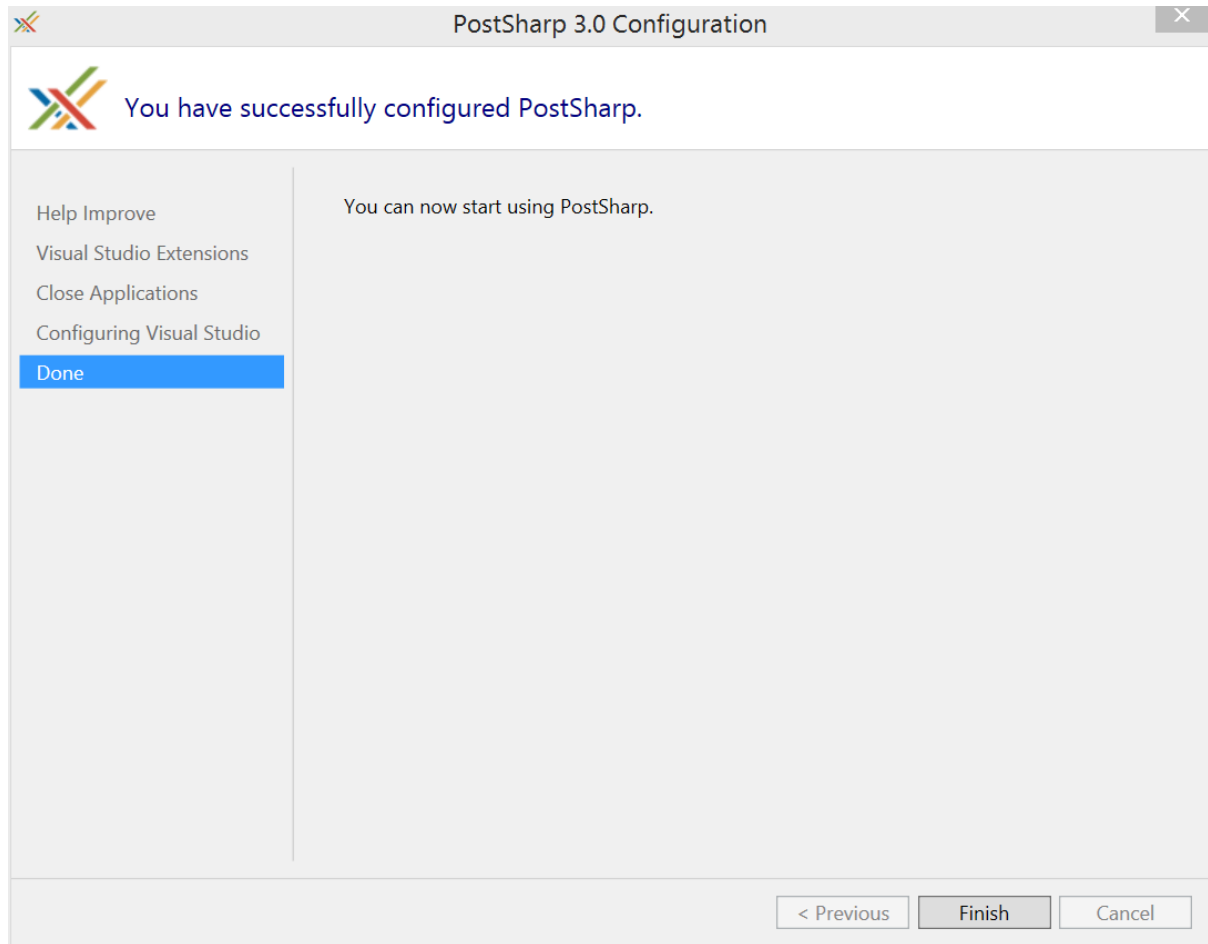 PostSharp 3.0 Configuration
You have successfully configured PostSharp.
Help Improve
Visual Studio Extensions
Close Applications
Configuring Visual Studio
Done
You can now start using PostSharp.
< Previous
Finish
Cancel